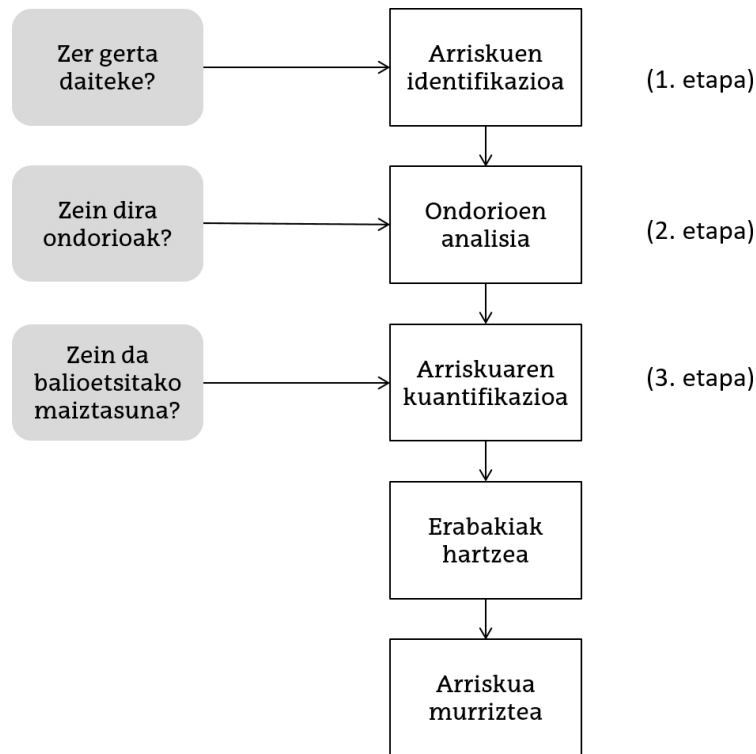 Zer gerta
daiteke?
Arriskuen
identifikazioa
(1. etapa)
Zein dira
ondorioak?
Ondorioen
analisia
(2. etapa)
Zein da
balioetsitako
maiztasuna?
Arriskuaren
kuantifikazioa
(3. etapa)
Erabakiak
hartzea
Arriskua
murriztea